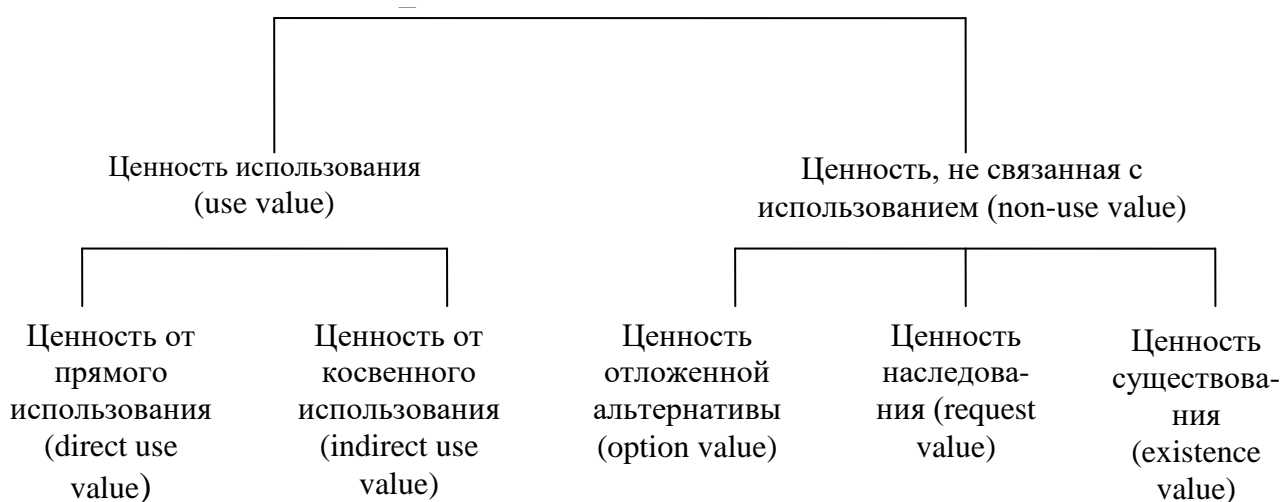 Ценность использования
(use value)
Ценность, не связанная с
использованием (non-use value)
Ценность от
прямого
использования
(direct use
value)
Ценность от
косвенного
использования
(indirect use
value)
Ценность
отложенной
альтернативы
(option value)
Ценность
наследова-
ния (request
value)
Ценность
существова-
ния
(existence
value)